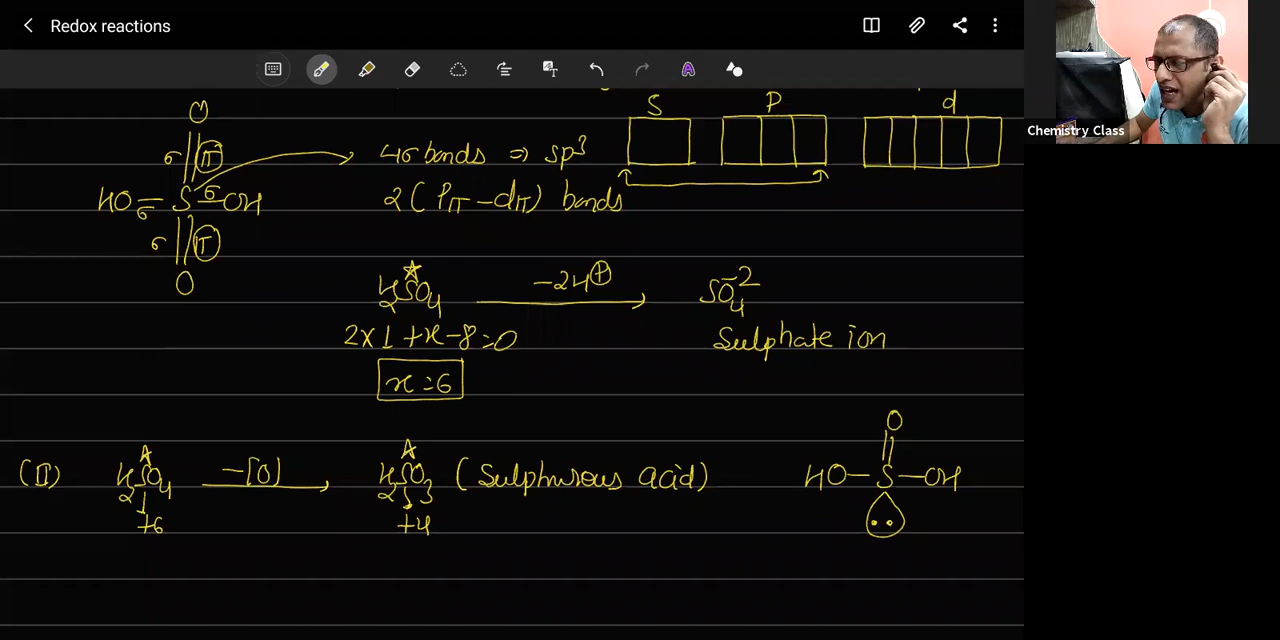 Redox reactions
Chemistry Class
S P d
O
σ || π
HO — S — OH
σ σ
σ || π
O
4σ bonds ⇒ sp³
2 (Pπ – dπ) bonds
H₂SO₄ –2H⊕ → SO₄⁻²
2×1 + x – 8 = 0
Sulphate ion
x = 6
(II) H₂SO₄ –[O] → H₂SO₃ (Sulphurous acid)
+6 +4
O
||
HO—S—OH